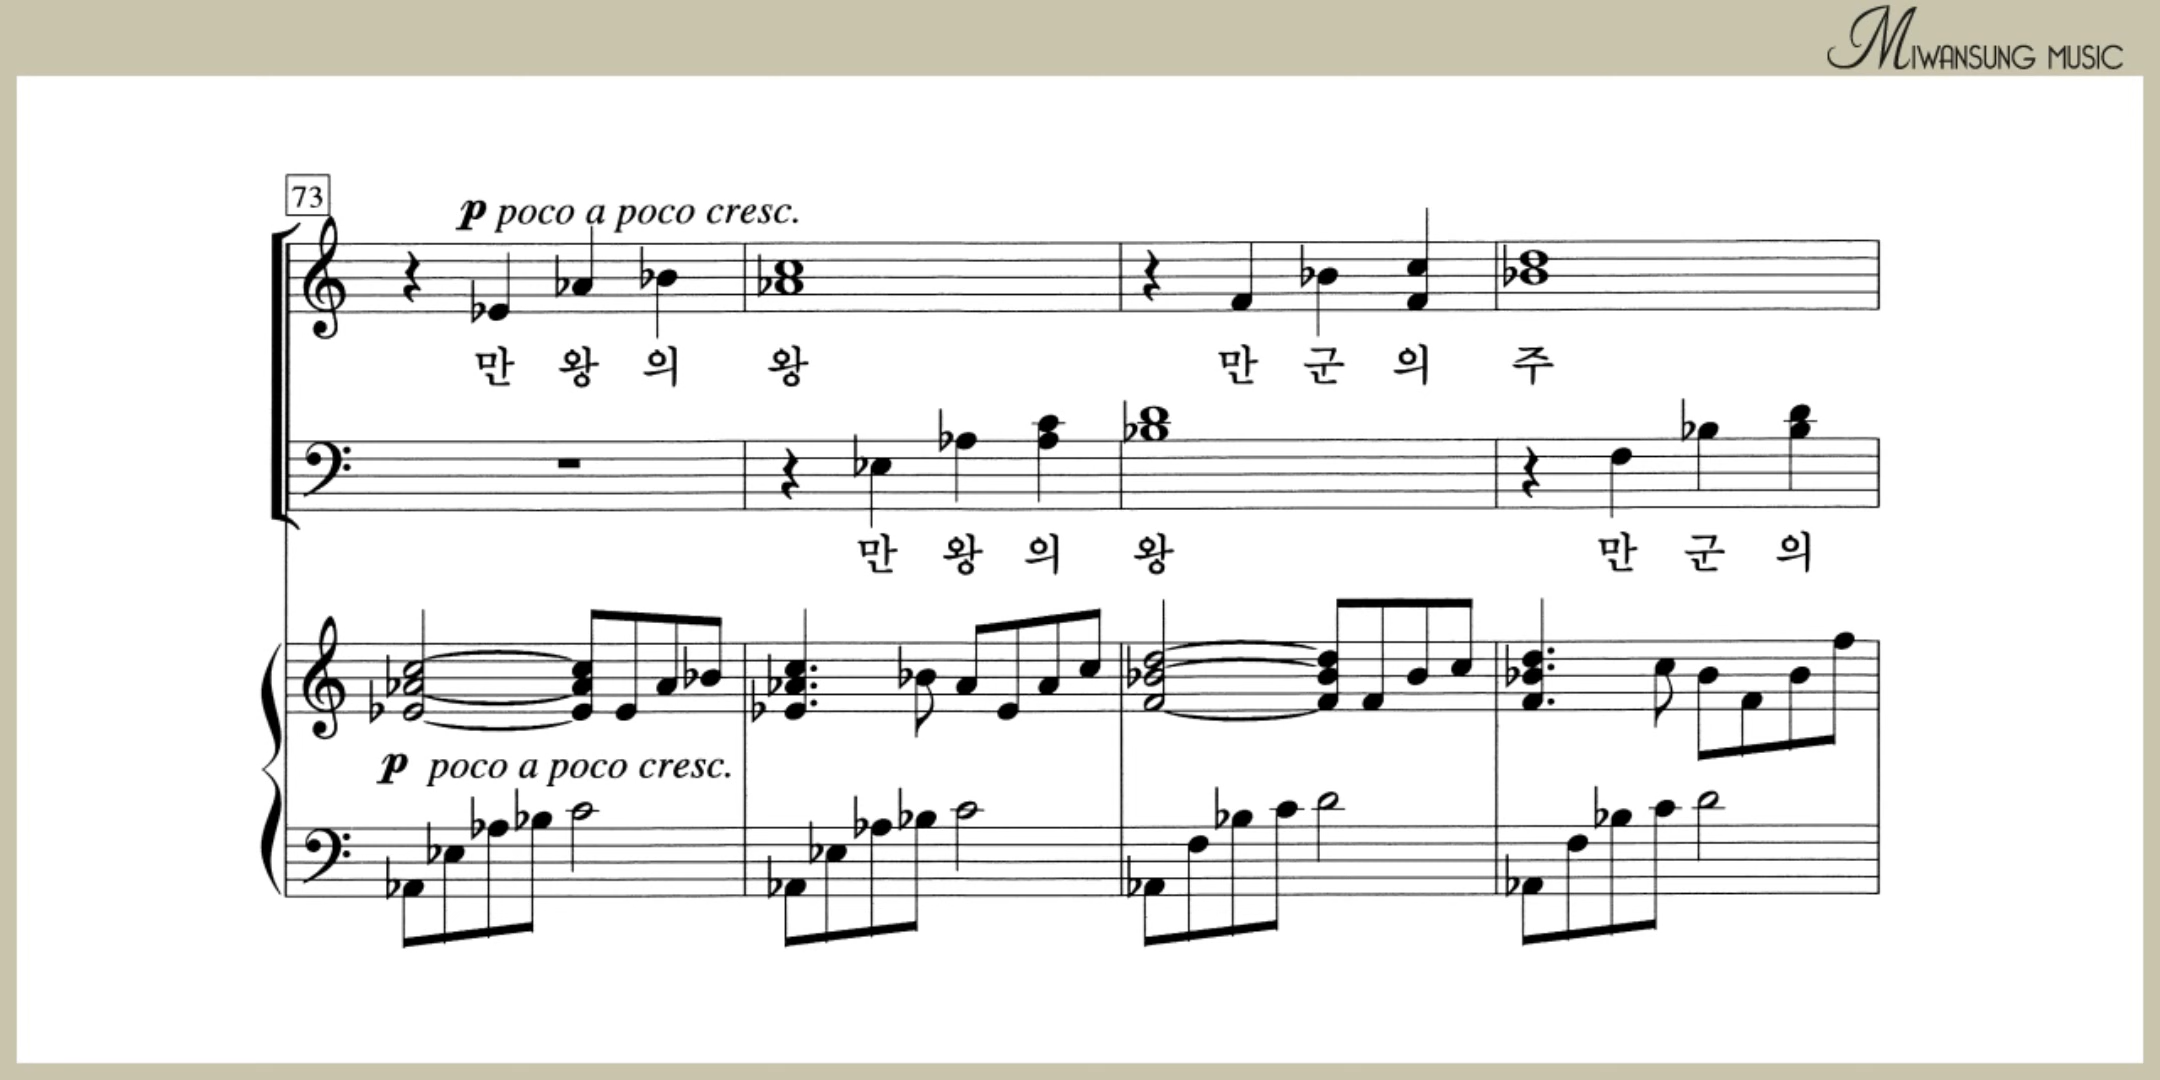 MIWANSUNG MUSIC
73
p poco a poco cresc.
만 왕 의 왕 만 군 의 주
만 왕 의 왕 만 군 의
p poco a poco cresc.